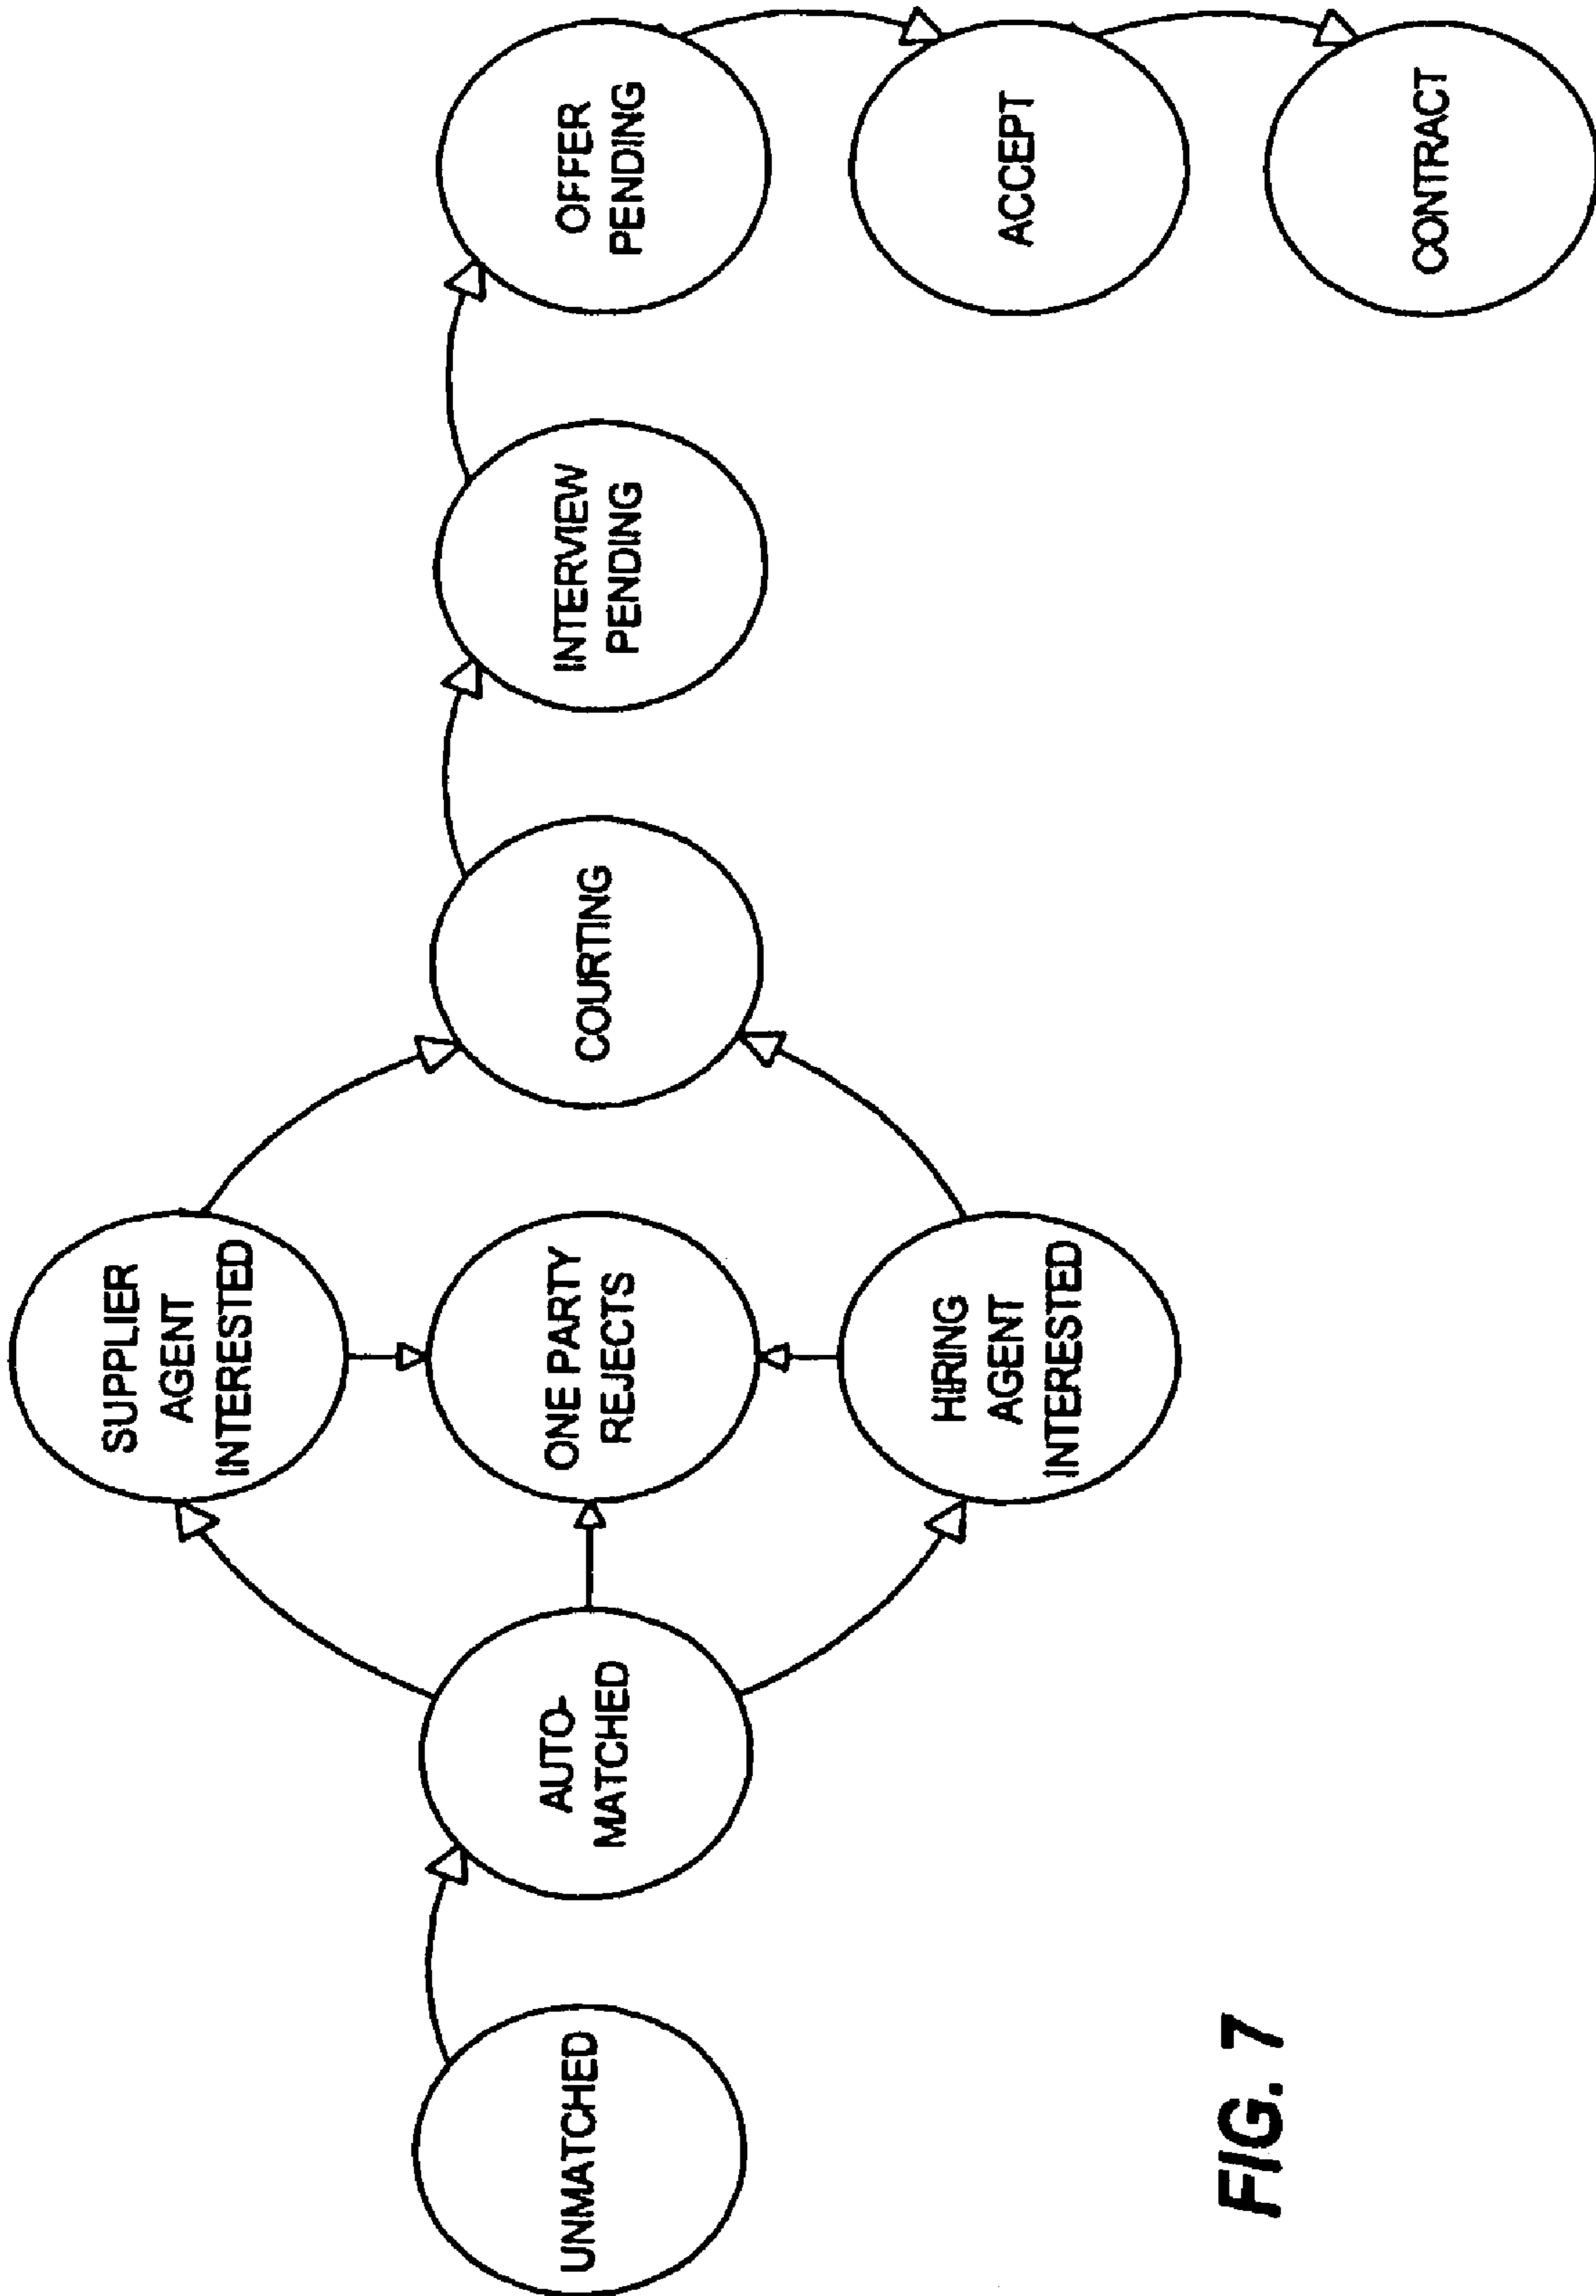 UNMATCHED
AUTO-
MATCHED
SUPPLIER
AGENT
INTERESTED
ONE PARTY
REJECTS
HIRING
AGENT
INTERESTED
COURTING
INTERVIEW
PENDING
OFFER
PENDING
ACCEPT
CONTRACT
FIG. 7